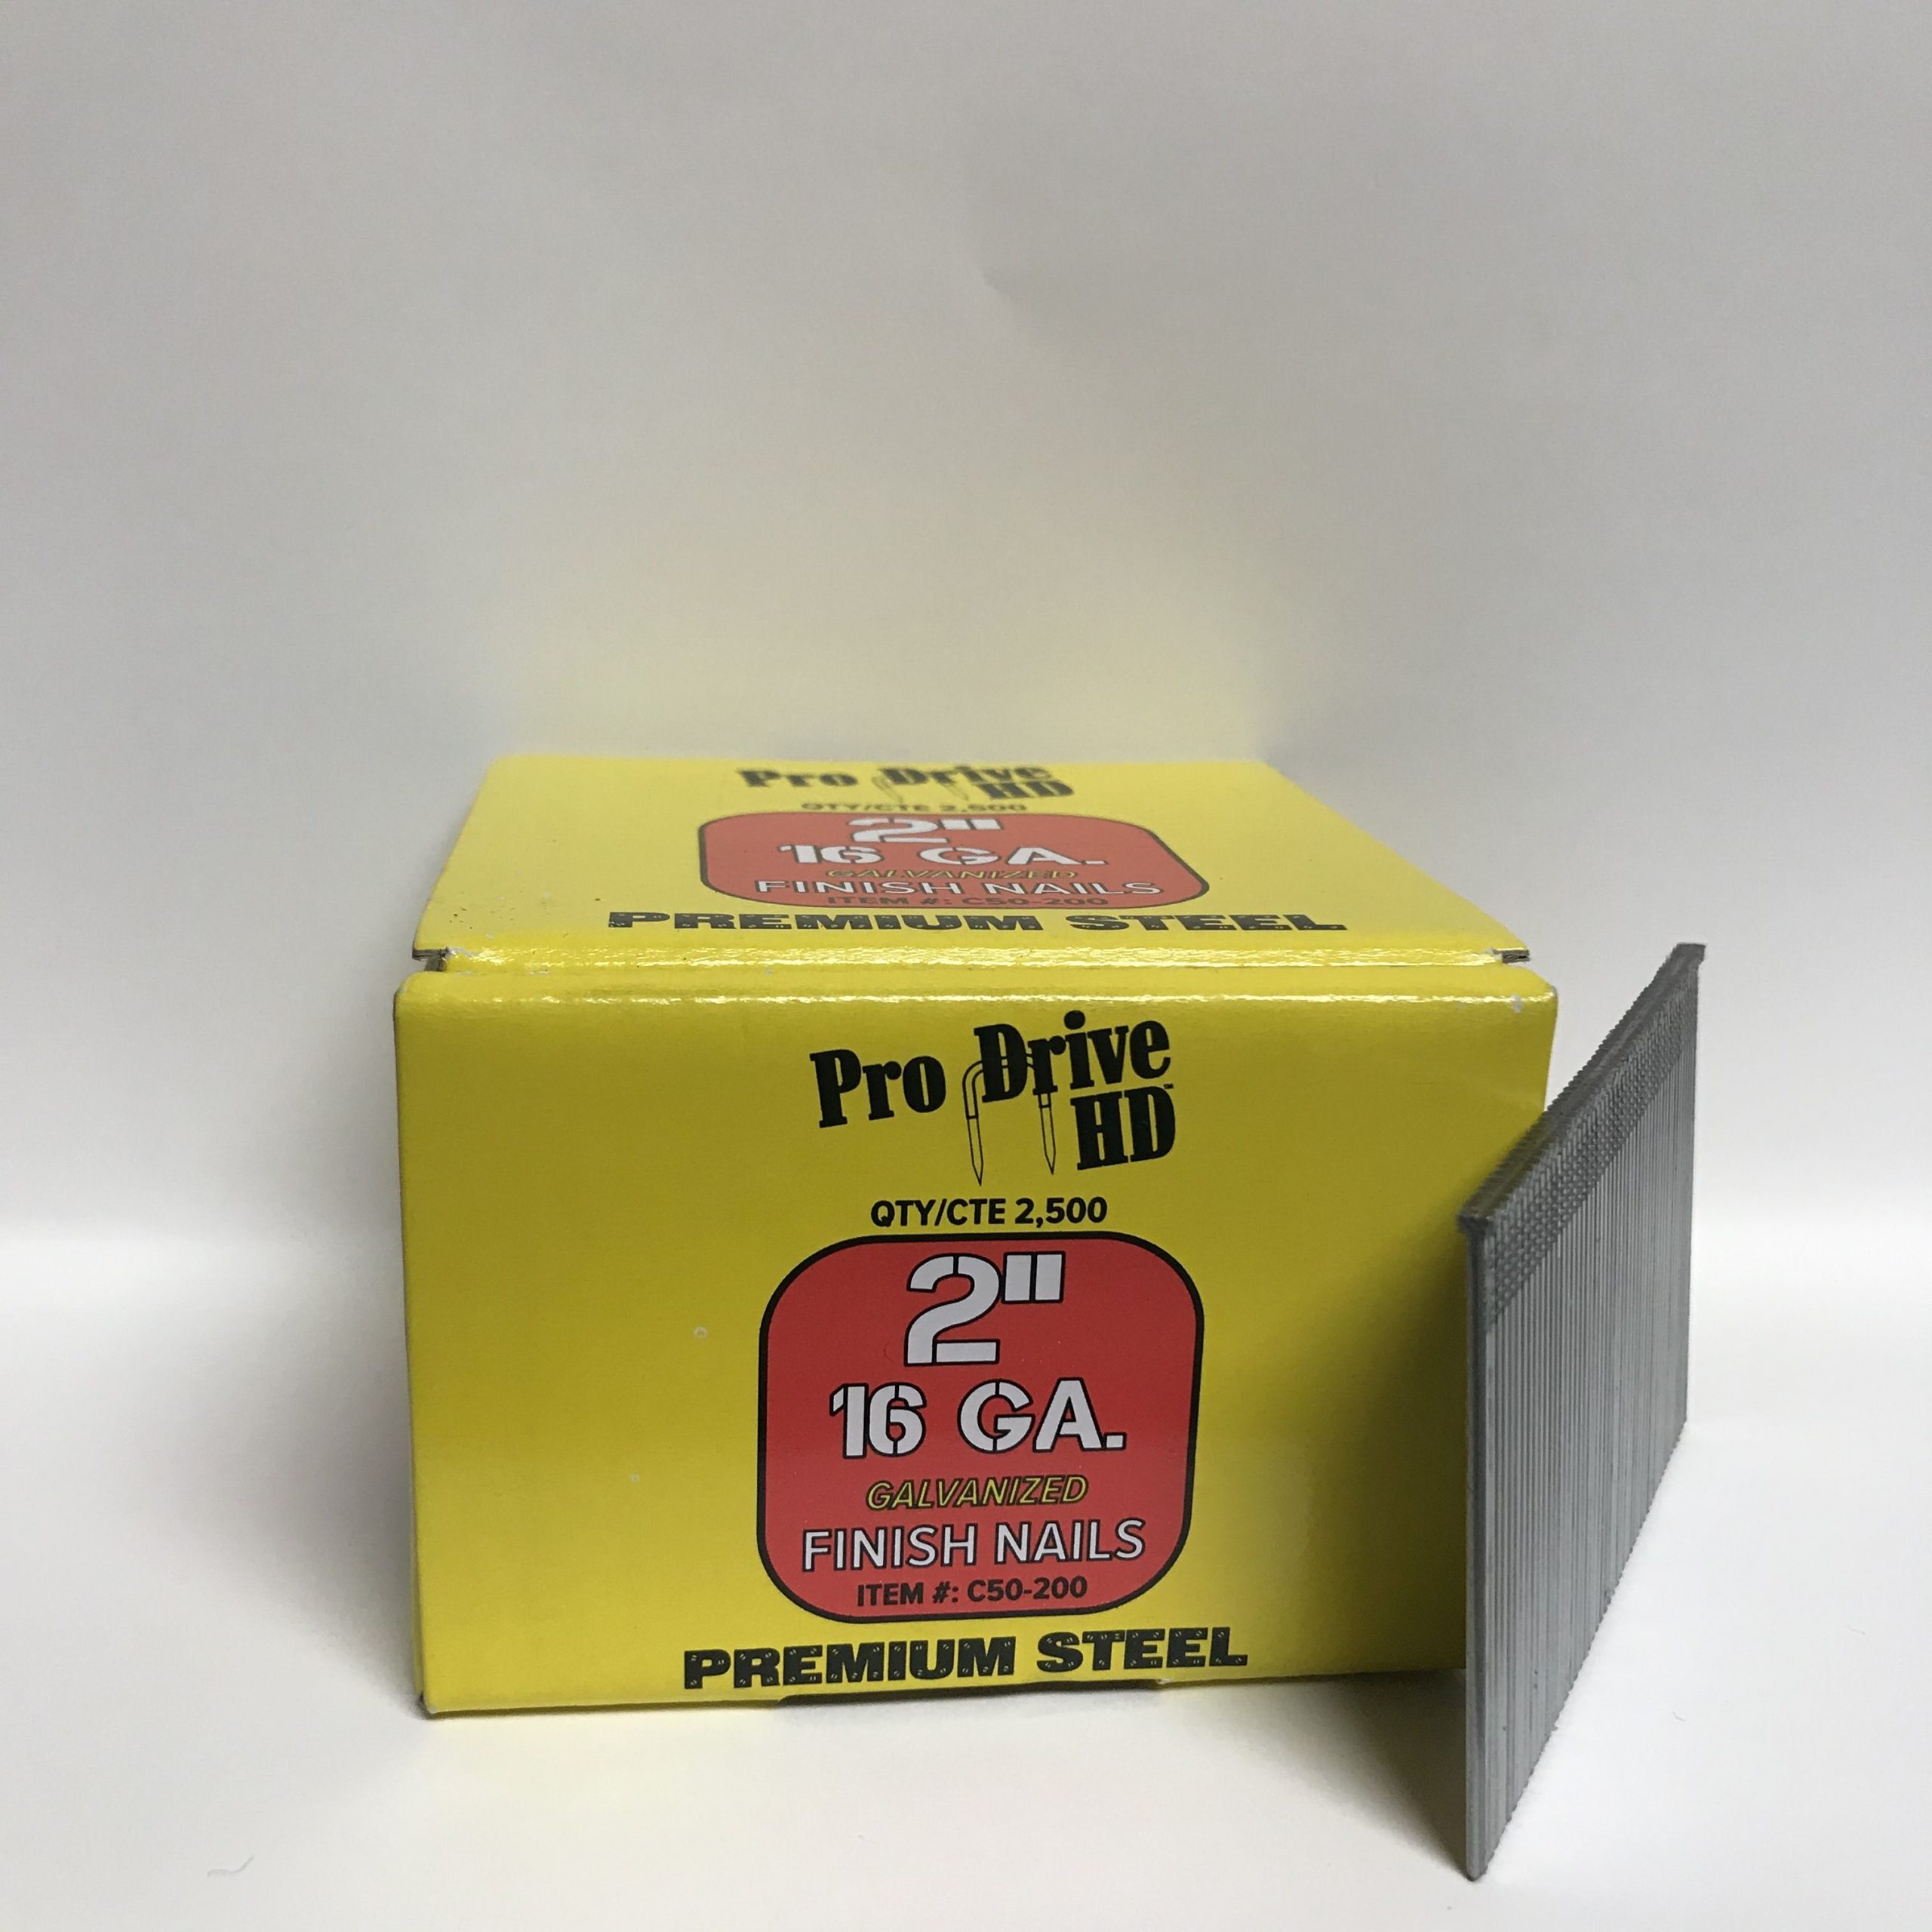 Pro Drive
HD
QTY/CTE 2,500
2"
16 GA.
GALVANIZED
FINISH NAILS
ITEM #: C50-200
PREMIUM STEEL
Pro Drive
HD™
QTY/CTE 2,500
2"
16 GA.
GALVANIZED
FINISH NAILS
ITEM #: C50-200
PREMIUM STEEL